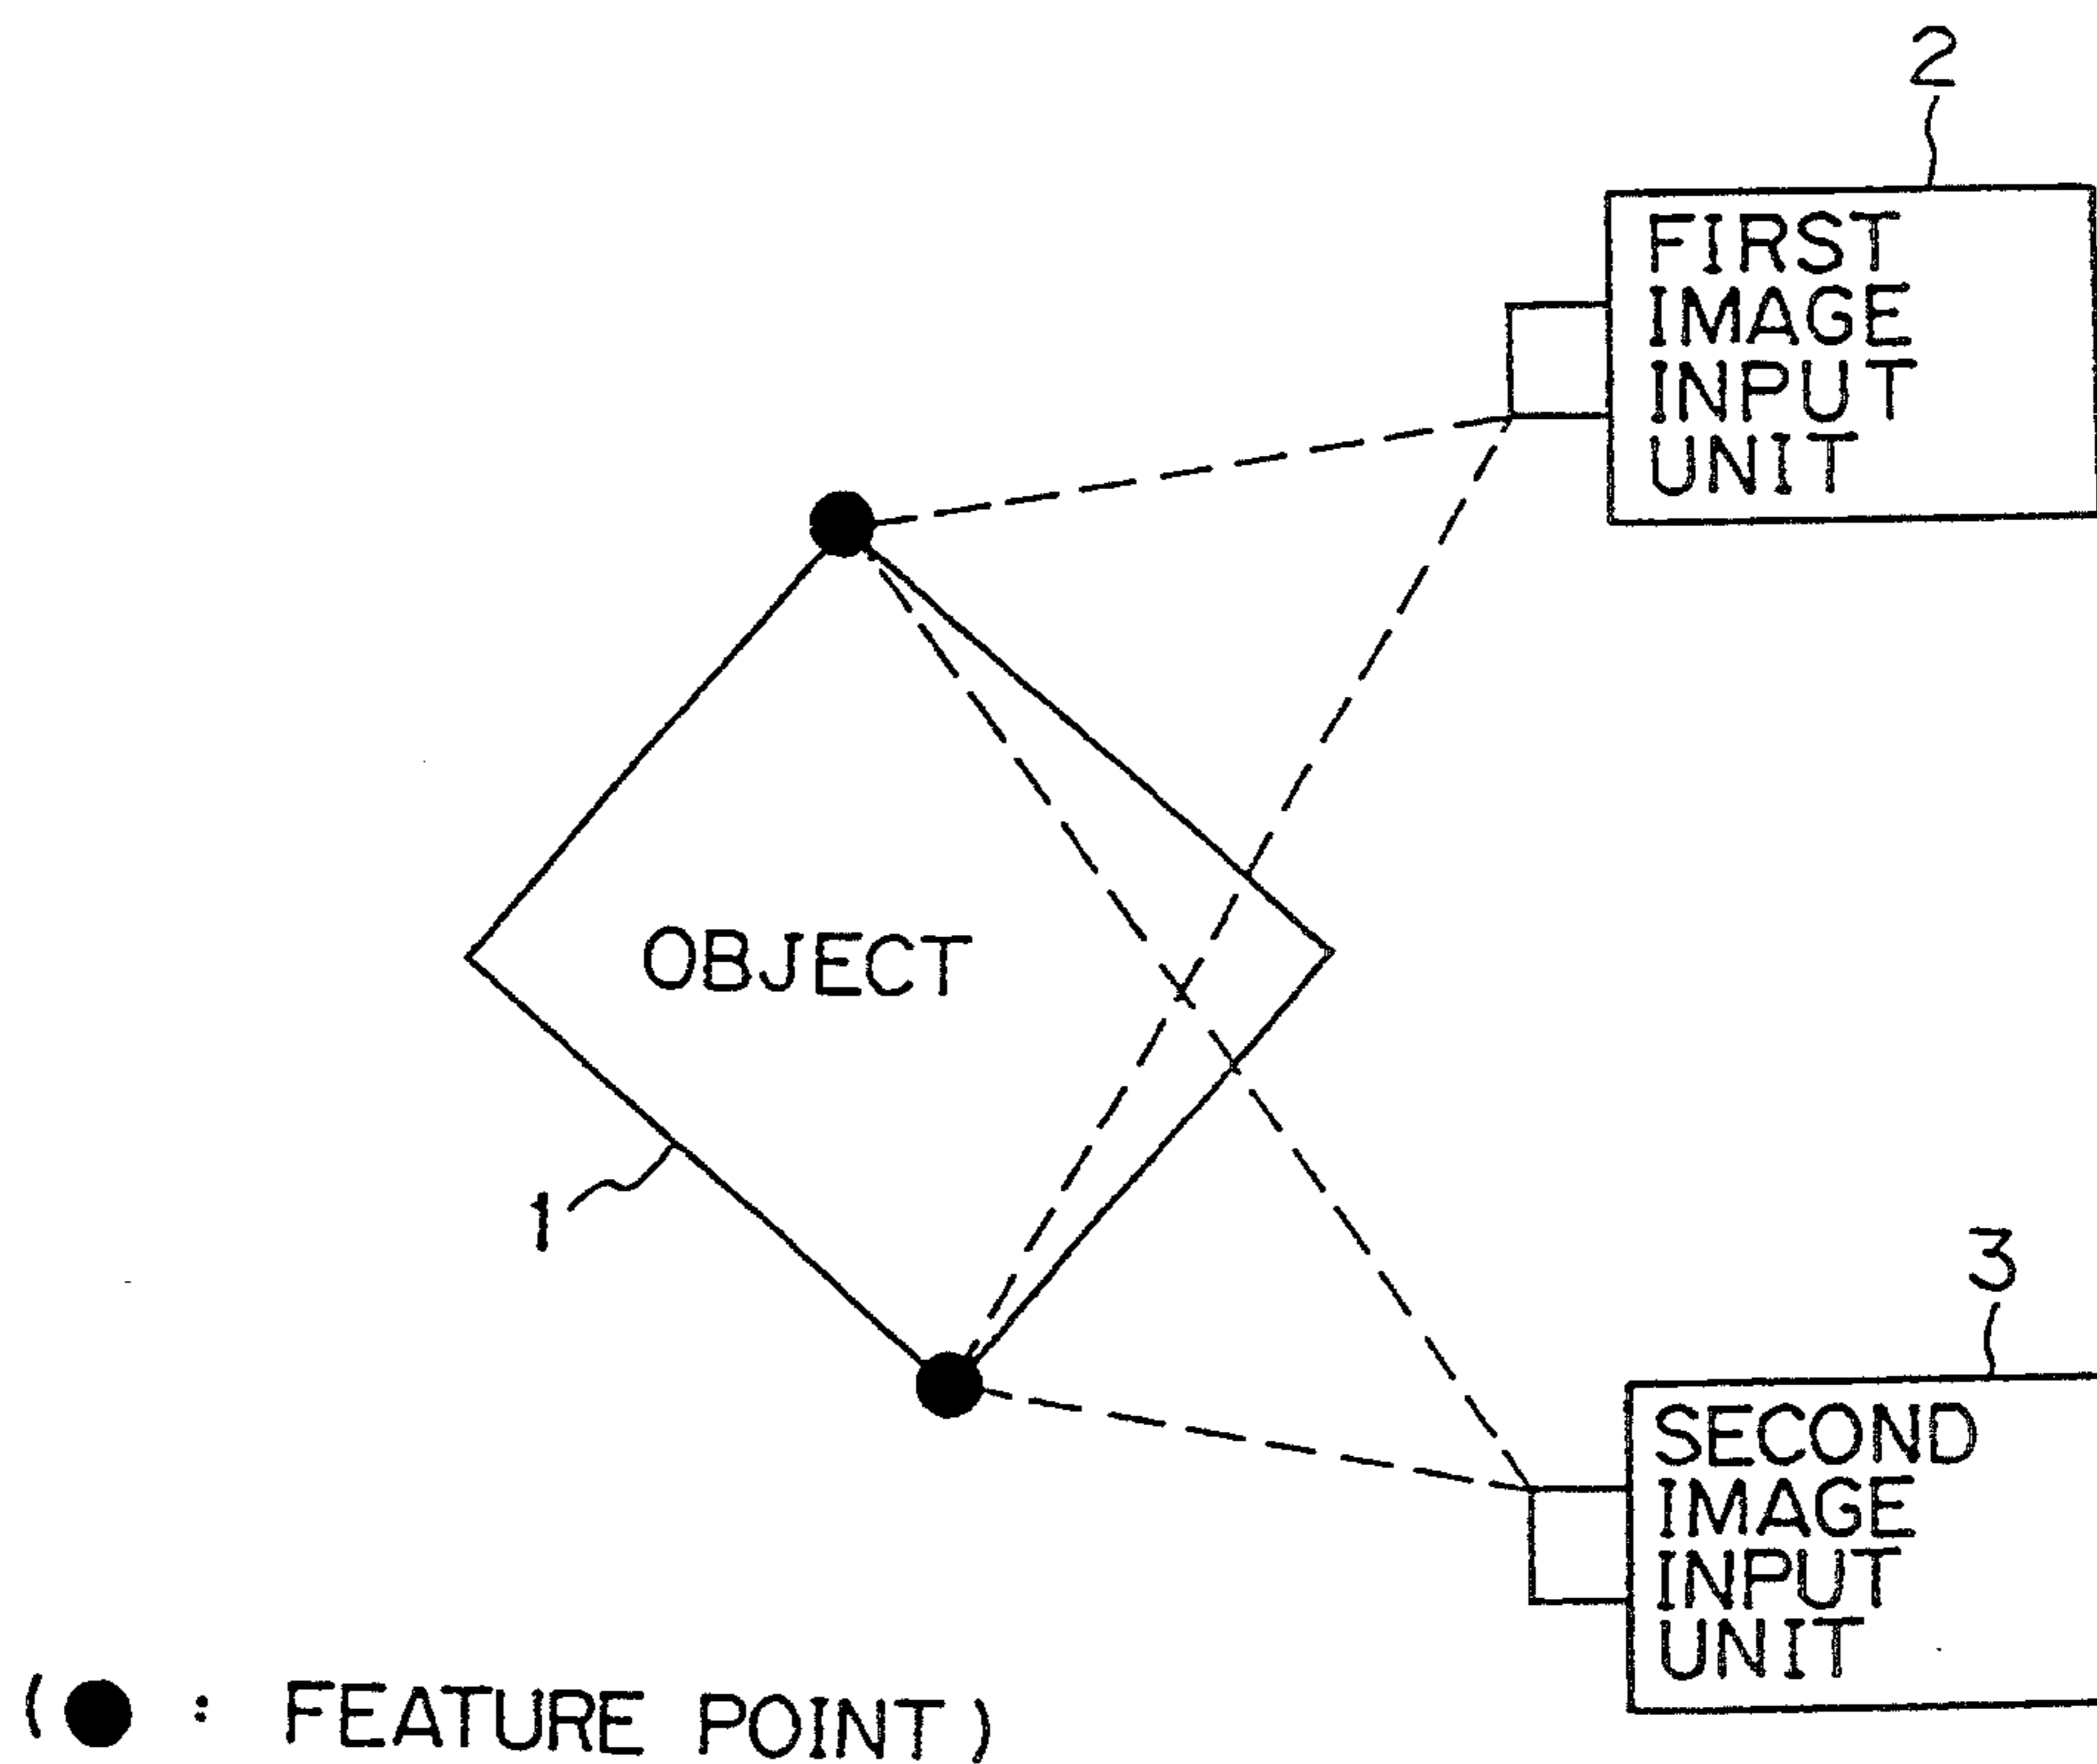 2
FIRST
IMAGE
INPUT
UNIT
OBJECT
1
3
SECOND
IMAGE
INPUT
UNIT
(● : FEATURE POINT)